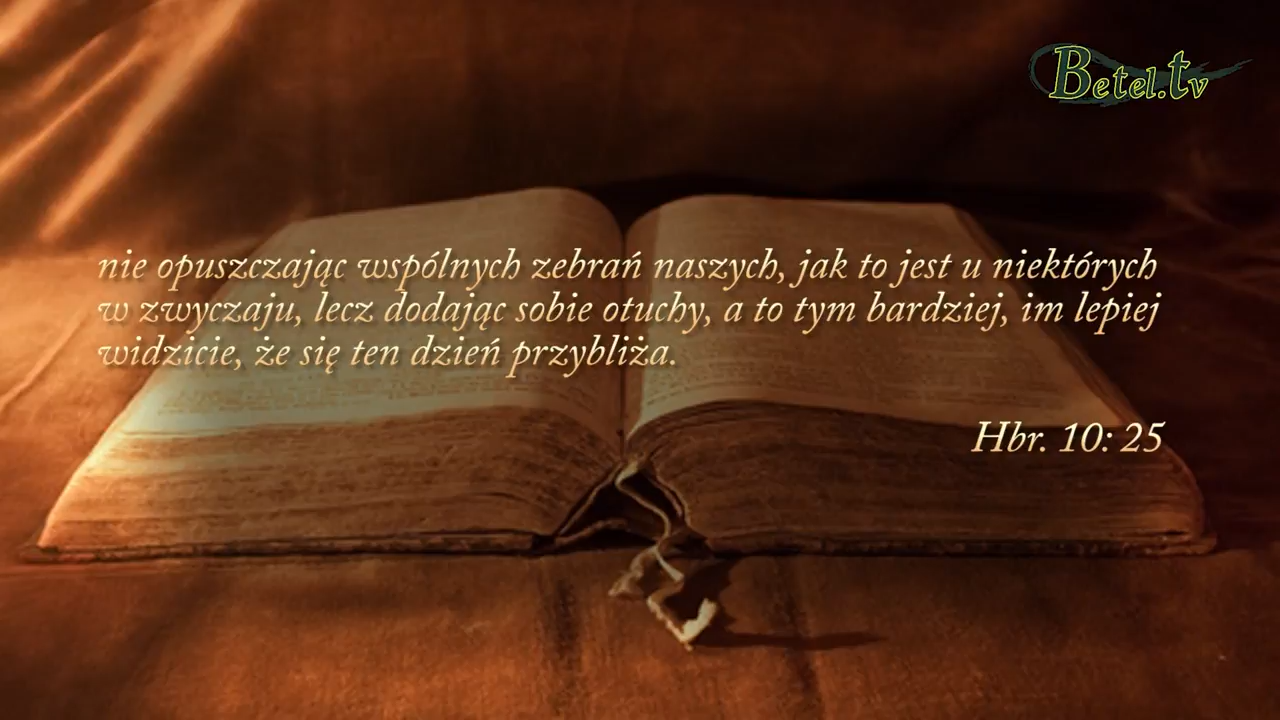 Betel.tv
nie opuszczając wspólnych zebrań naszych, jak to jest u niektórych
w zwyczaju, lecz dodając sobie otuchy, a to tym bardziej, im lepiej
widzicie, że się ten dzień przybliża.
Hbr. 10: 25